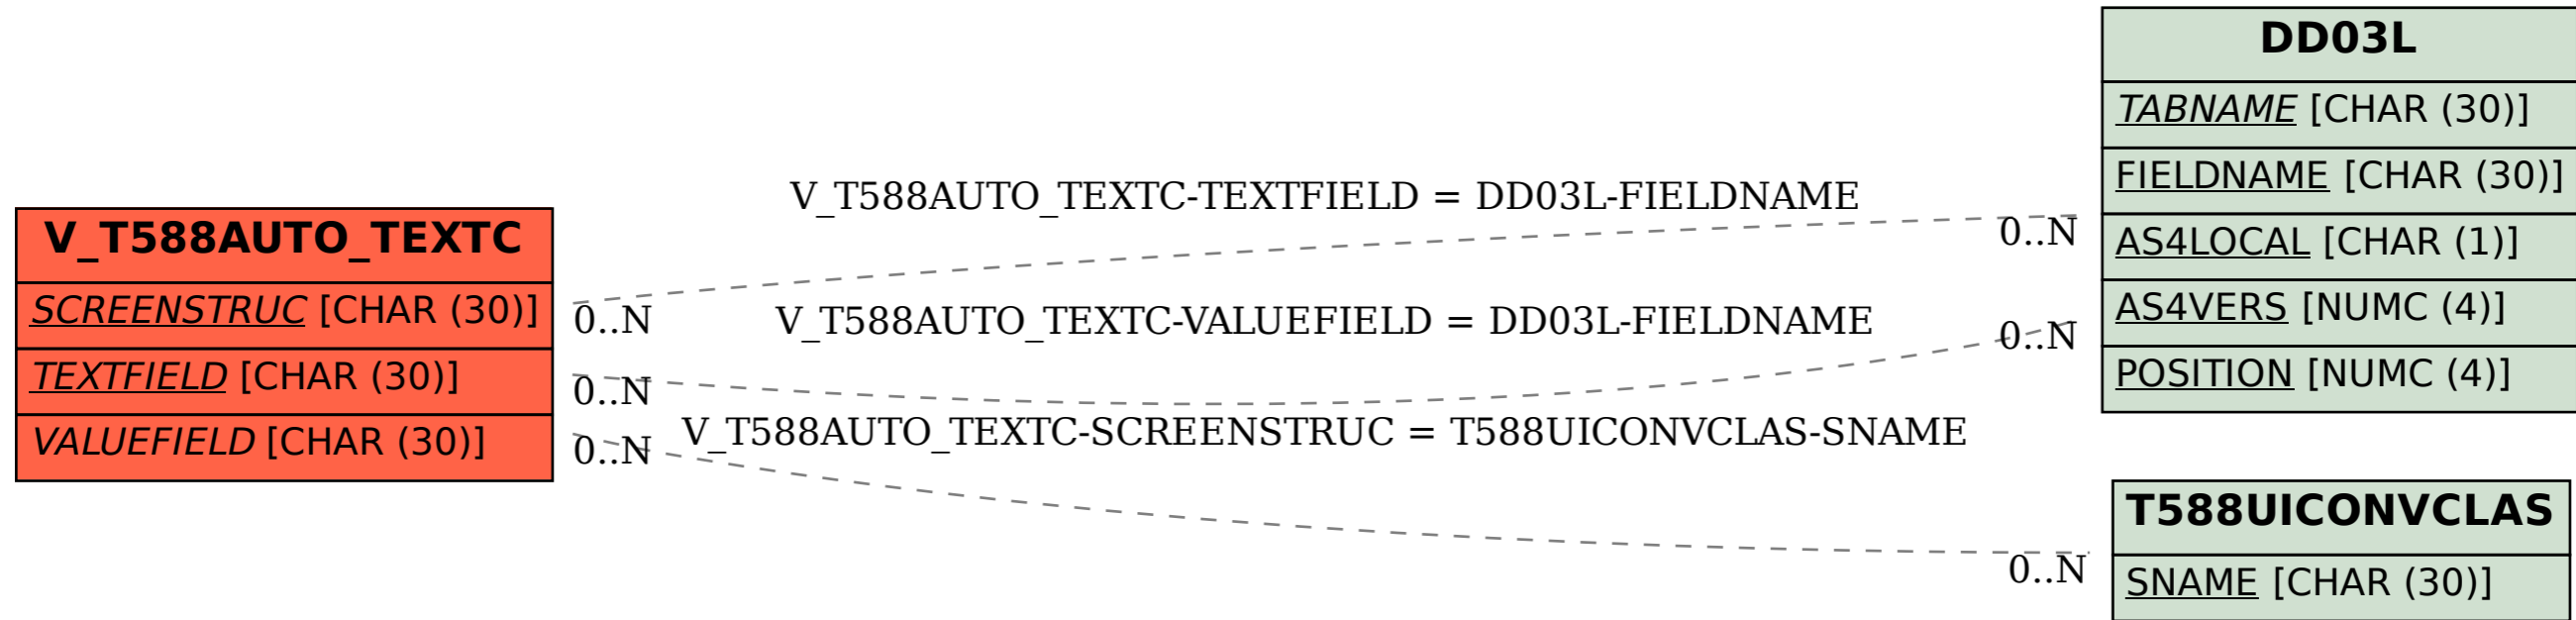 V_T588AUTO_TEXTC
SCREENSTRUC [CHAR (30)]
TEXTFIELD [CHAR (30)]
VALUEFIELD [CHAR (30)]
V_T588AUTO_TEXTC-TEXTFIELD = DD03L-FIELDNAME
0..N
0..N
V_T588AUTO_TEXTC-VALUEFIELD = DD03L-FIELDNAME
0..N
0..N
V_T588AUTO_TEXTC-SCREENSTRUC = T588UICONVCLAS-SNAME
0..N
0..N
DD03L
TABNAME [CHAR (30)]
FIELDNAME [CHAR (30)]
AS4LOCAL [CHAR (1)]
AS4VERS [NUMC (4)]
POSITION [NUMC (4)]
T588UICONVCLAS
SNAME [CHAR (30)]